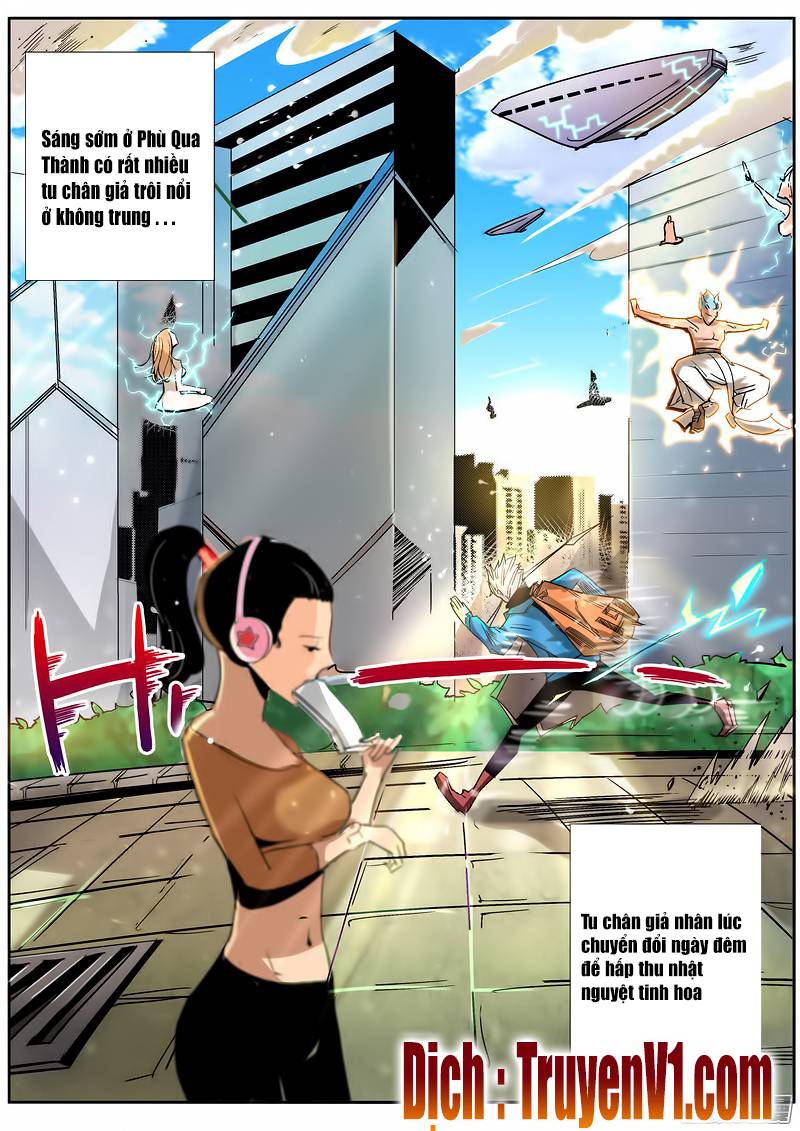 Sáng sớm ở Phù Qua
Thành có rất nhiều
tu chân giả trôi nổi
ở không trung . . .
Tu chân giả nhân lúc
chuyển đổi ngày đêm
để hấp thu nhật
nguyệt tinh hoa
Dịch : TruyenV1.com